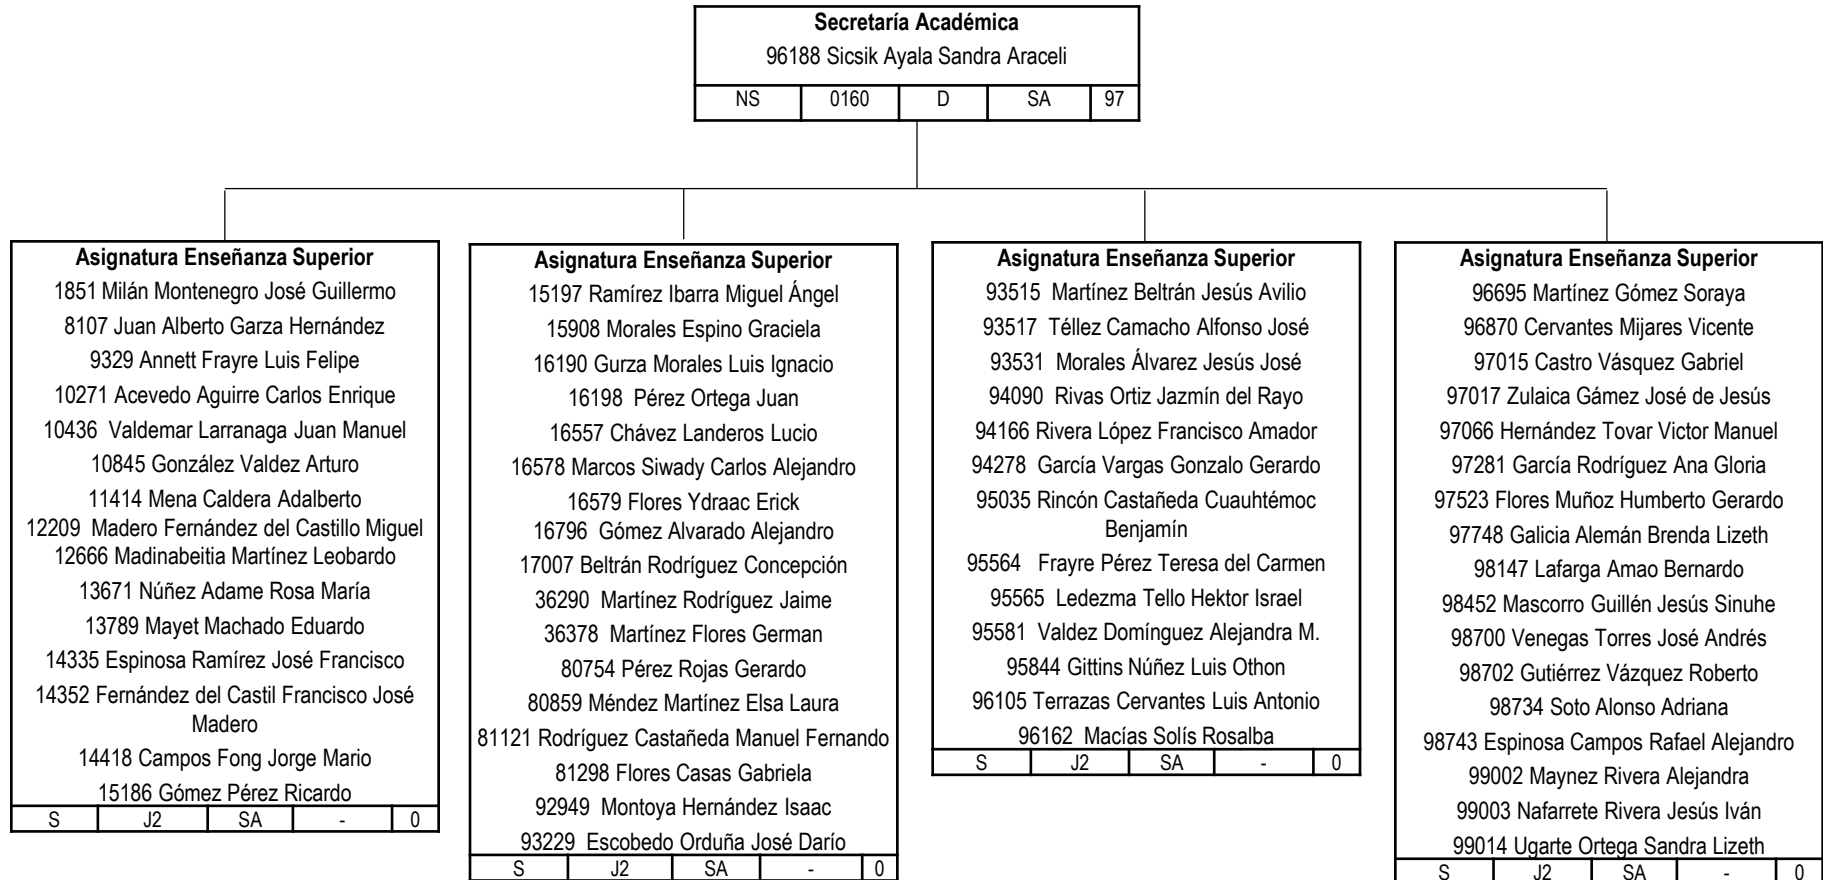 Secretaría Académica
96188 Sicsik Ayala Sandra Araceli
NS 0160 D SA 97
Asignatura Enseñanza Superior
1851 Milán Montenegro José Guillermo
8107 Juan Alberto Garza Hernández
9329 Annett Frayre Luis Felipe
10271 Acevedo Aguirre Carlos Enrique
10436 Valdemar Larranaga Juan Manuel
10845 González Valdez Arturo
11414 Mena Caldera Adalberto
12209 Madero Fernández del Castillo Miguel
12666 Madinabeitia Martínez Leobardo
13671 Núñez Adame Rosa María
13789 Mayet Machado Eduardo
14335 Espinosa Ramírez José Francisco
14352 Fernández del Castil Francisco José
Madero
14418 Campos Fong Jorge Mario
15186 Gómez Pérez Ricardo
S J2 SA - 0
Asignatura Enseñanza Superior
15197 Ramírez Ibarra Miguel Ángel
15908 Morales Espino Graciela
16190 Gurza Morales Luis Ignacio
16198 Pérez Ortega Juan
16557 Chávez Landeros Lucio
16578 Marcos Siwady Carlos Alejandro
16579 Flores Ydraac Erick
16796 Gómez Alvarado Alejandro
17007 Beltrán Rodríguez Concepción
36290 Martínez Rodríguez Jaime
36378 Martínez Flores German
80754 Pérez Rojas Gerardo
80859 Méndez Martínez Elsa Laura
81121 Rodríguez Castañeda Manuel Fernando
81298 Flores Casas Gabriela
92949 Montoya Hernández Isaac
93229 Escobedo Orduña José Darío
S J2 SA - 0
Asignatura Enseñanza Superior
93515 Martínez Beltrán Jesús Avilio
93517 Téllez Camacho Alfonso José
93531 Morales Álvarez Jesús José
94090 Rivas Ortiz Jazmín del Rayo
94166 Rivera López Francisco Amador
94278 García Vargas Gonzalo Gerardo
95035 Rincón Castañeda Cuauhtémoc
Benjamín
95564 Frayre Pérez Teresa del Carmen
95565 Ledezma Tello Hektor Israel
95581 Valdez Domínguez Alejandra M.
95844 Gittins Núñez Luis Othon
96105 Terrazas Cervantes Luis Antonio
96162 Macías Solís Rosalba
S J2 SA - 0
Asignatura Enseñanza Superior
96695 Martínez Gómez Soraya
96870 Cervantes Mijares Vicente
97015 Castro Vásquez Gabriel
97017 Zulaica Gámez José de Jesús
97066 Hernández Tovar Victor Manuel
97281 García Rodríguez Ana Gloria
97523 Flores Muñoz Humberto Gerardo
97748 Galicia Alemán Brenda Lizeth
98147 Lafarga Amao Bernardo
98452 Mascorro Guillén Jesús Sinuhe
98700 Venegas Torres José Andrés
98702 Gutiérrez Vázquez Roberto
98734 Soto Alonso Adriana
98743 Espinosa Campos Rafael Alejandro
99002 Maynez Rivera Alejandra
99003 Nafarrete Rivera Jesús Iván
99014 Ugarte Ortega Sandra Lizeth
S J2 SA - 0